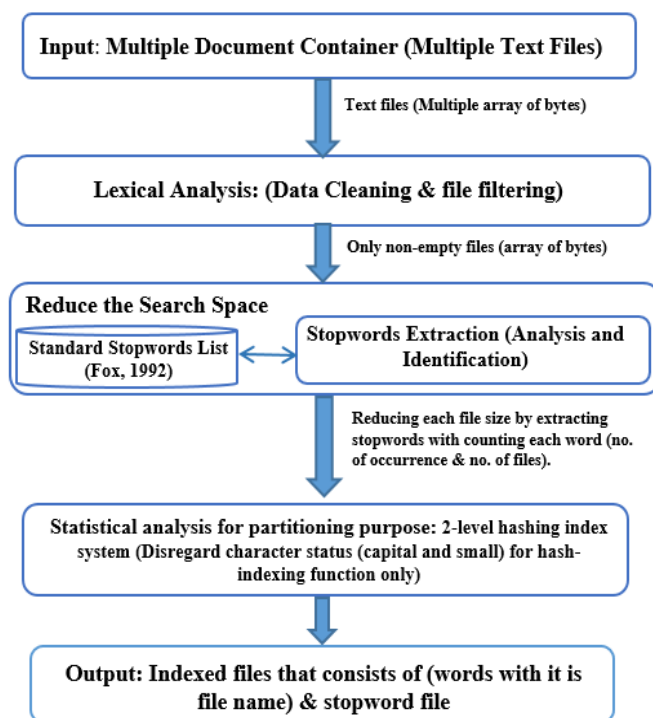 Input: Multiple Document Container (Multiple Text Files)
Text files (Multiple array of bytes)
Lexical Analysis: (Data Cleaning & file filtering)
Only non-empty files (array of bytes)
Reduce the Search Space
Standard Stopwords List
(Fox, 1992)
Stopwords Extraction (Analysis and
Identification)
Reducing each file size by extracting
stopwords with counting each word (no.
of occurrence & no. of files).
Statistical analysis for partitioning purpose: 2-level hashing index
system (Disregard character status (capital and small) for hash-
indexing function only)
Output: Indexed files that consists of (words with it is
file name) & stopword file